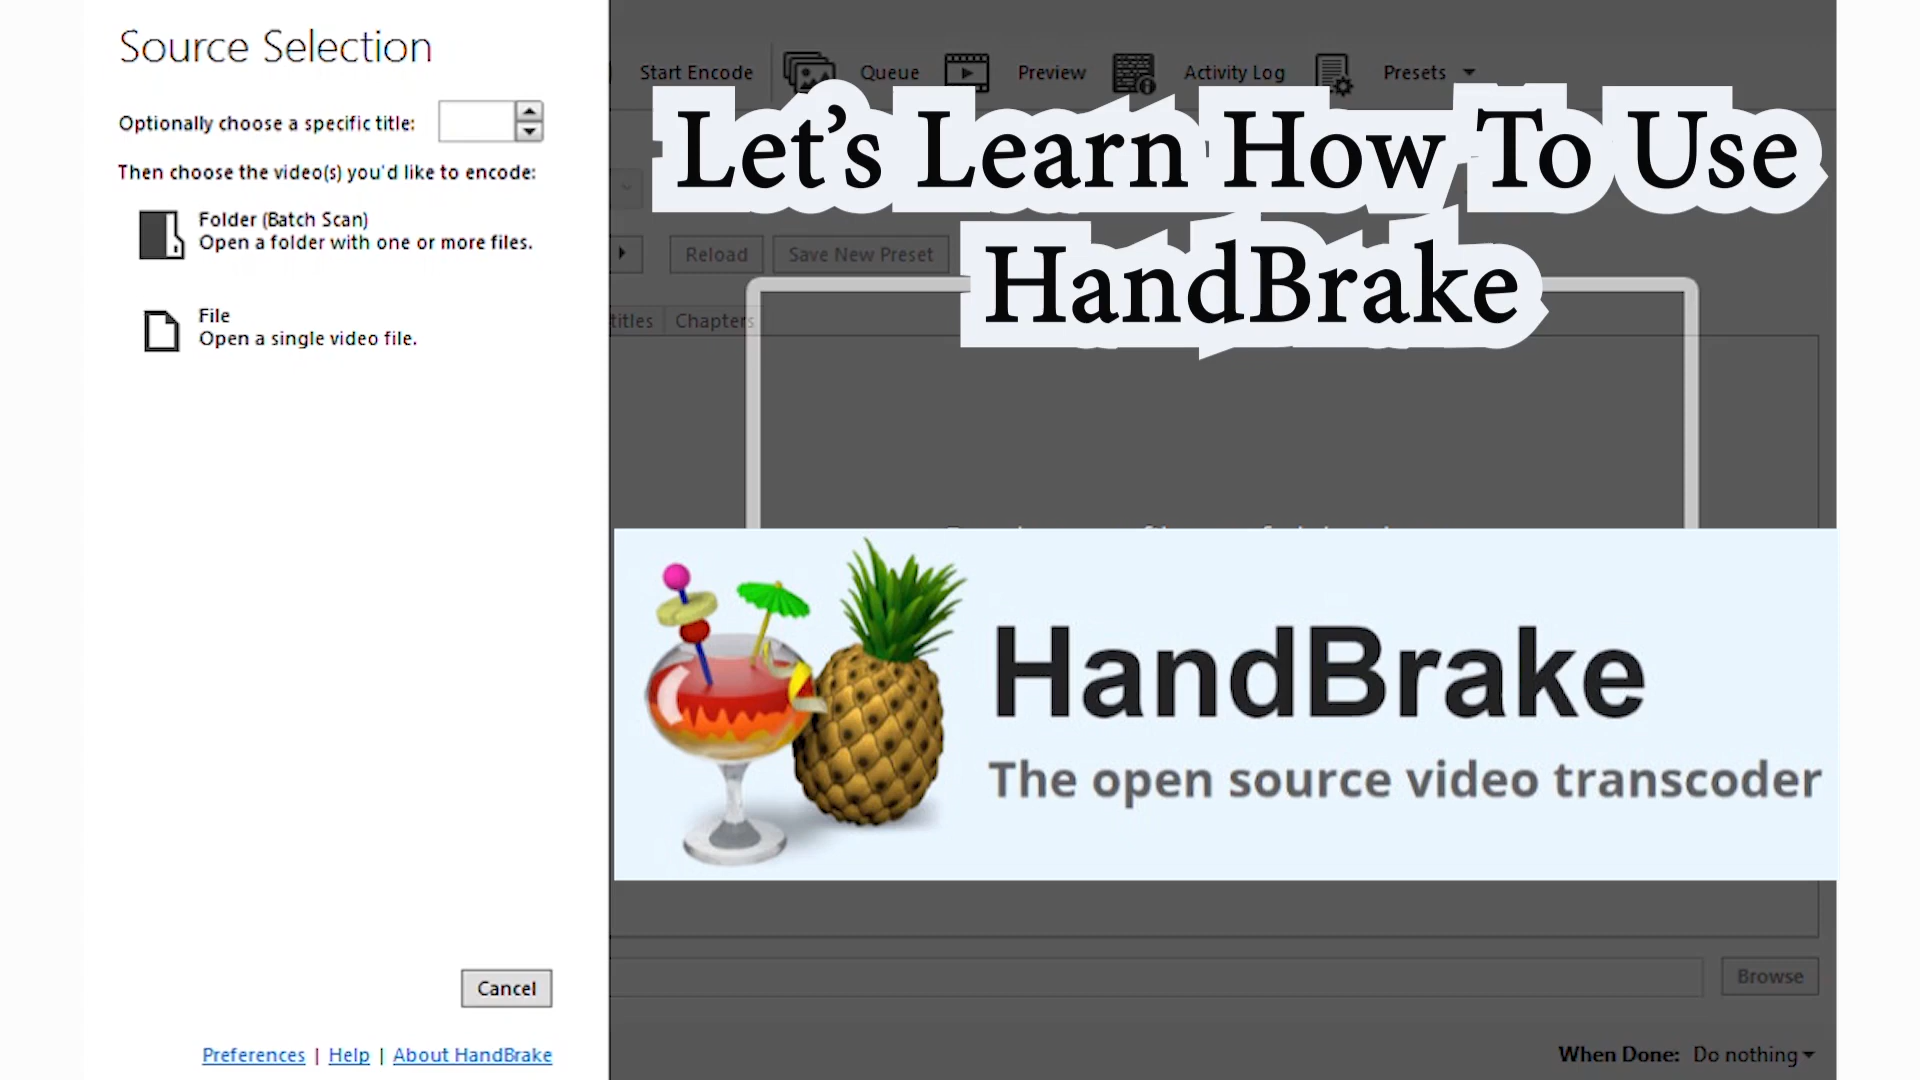 Source Selection
Optionally choose a specific title:
Then choose the video(s) you'd like to encode:
Folder (Batch Scan)
Open a folder with one or more files.
File
Open a single video file.
Cancel
Preferences | Help | About HandBrake
Start Encode Queue Preview Activity Log Presets
Let's Learn How To Use
HandBrake
Reload Save New Preset
titles Chapters
HandBrake
The open source video transcoder
Browse
When Done: Do nothing